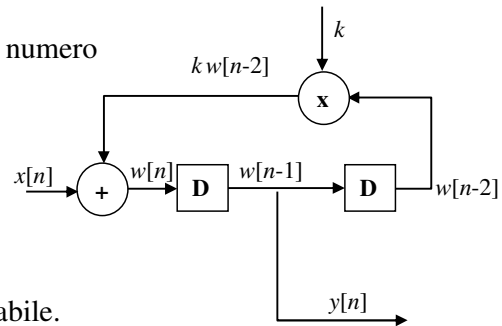 k
numero
k w[n-2]
x
x[n]
+
w[n]
D
w[n-1]
D
w[n-2]
y[n]
abile.